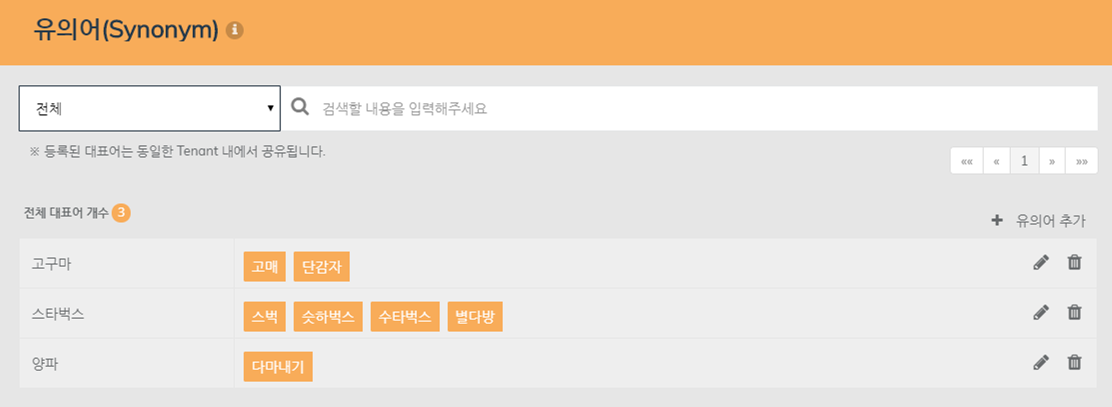 유의어(Synonym)
전체
검색할 내용을 입력해주세요
※ 등록된 대표어는 동일한 Tenant 내에서 공유됩니다.
«« « 1 » »»
전체 대표어 개수 3
+ 유의어 추가
고구마 고매 단감자
스타벅스 스벅 슷하벅스 수타벅스 별다방
양파 다마내기